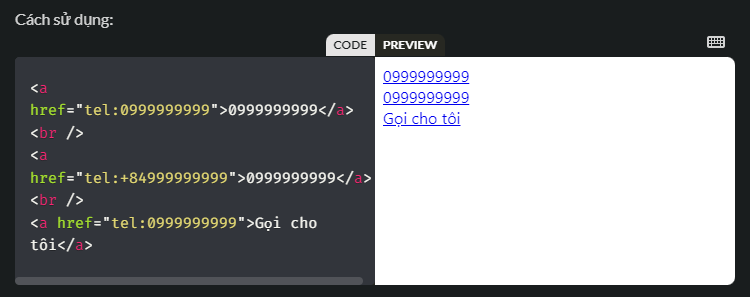 Cách sử dụng:
CODE PREVIEW
<a
href="tel:0999999999">0999999999</a>
<br />
<a
href="tel:+84999999999">0999999999</a>
<br />
<a href="tel:0999999999">Gọi cho
tôi</a>
0999999999
0999999999
Gọi cho tôi